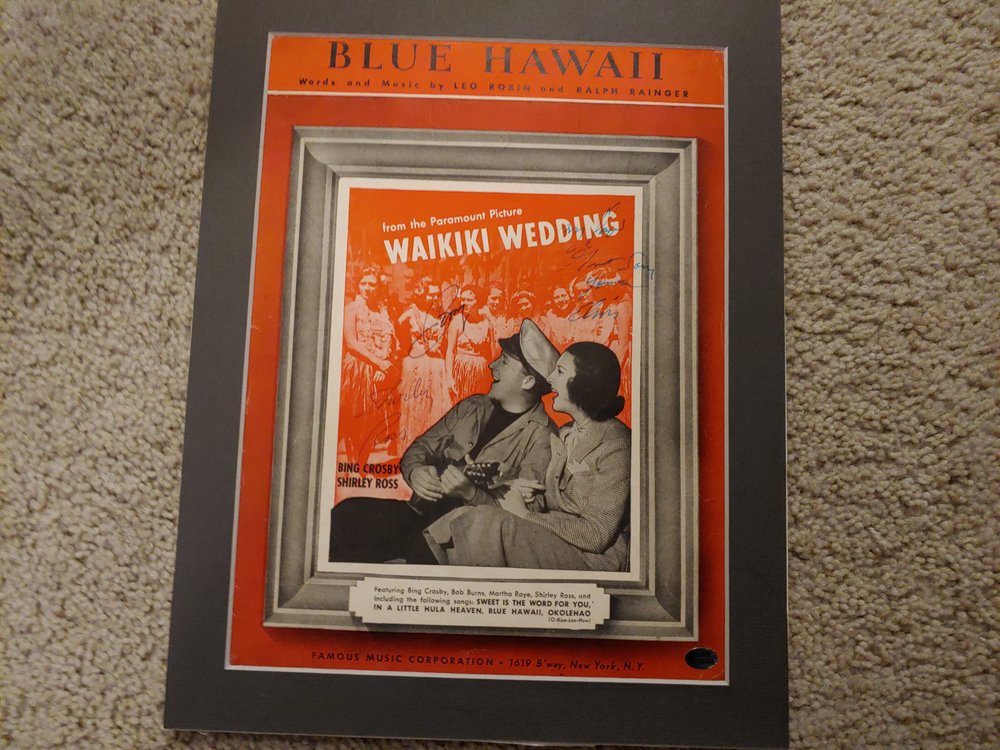 BLUE HAWAII
Words and Music by LEO ROBIN and RALPH RAINGER
from the Paramount Picture
WAIKIKI WEDDING
Shirley
Ross
BING CROSBY
SHIRLEY ROSS
Featuring Bing Crosby, Bob Burns, Martha Raye, Shirley Ross, and
including the following songs: SWEET IS THE WORD FOR YOU,
IN A LITTLE HULA HEAVEN, BLUE HAWAII, OKOLEHAO
(O-Koo-Lee-How)
FAMOUS MUSIC CORPORATION • 1619 B'way, New York, N.Y.